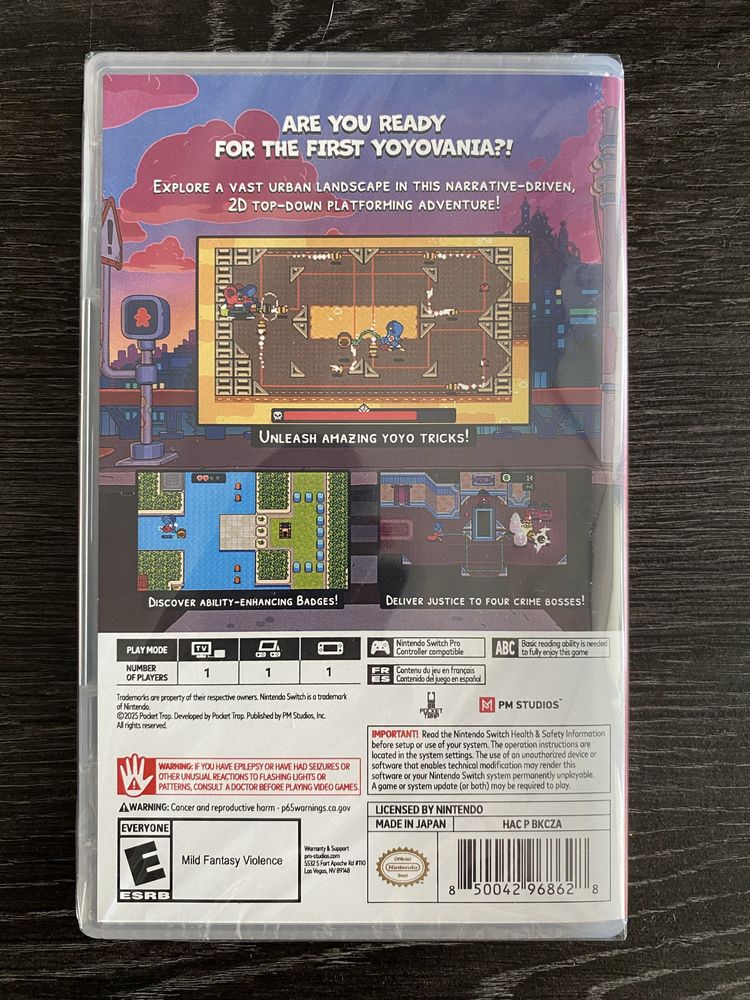 ARE YOU READY
FOR THE FIRST YOYOVANIA?!
EXPLORE A VAST URBAN LANDSCAPE IN THIS NARRATIVE-DRIVEN,
2D TOP-DOWN PLATFORMING ADVENTURE!
UNLEASH AMAZING YOYO TRICKS!
DISCOVER ABILITY-ENHANCING BADGES!
DELIVER JUSTICE TO FOUR CRIME BOSSES!
PLAY MODE
TV
NUMBER
OF PLAYERS
1 1 1
Nintendo Switch Pro
Controller compatible
ABC
Basic reading ability is needed
to fully enjoy this game
FR
ES
Contenu du jeu en français
Contenido del juego en español
Trademarks are property of their respective owners. Nintendo Switch is a trademark
of Nintendo.
©2025 Pocket Trap. Developed by Pocket Trap. Published by PM Studios, Inc.
All rights reserved.
POCKET
TRAP
PM STUDIOS
WARNING: IF YOU HAVE EPILEPSY OR HAVE HAD SEIZURES OR
OTHER UNUSUAL REACTIONS TO FLASHING LIGHTS OR
PATTERNS, CONSULT A DOCTOR BEFORE PLAYING VIDEO GAMES.
IMPORTANT! Read the Nintendo Switch Health & Safety Information
before setup or use of your system. The operation instructions are
located in the system settings. The use of an unauthorized device or
software that enables technical modification may render this
software or your Nintendo Switch system permanently unplayable.
A game or system update (or both) may be required to play.
WARNING: Cancer and reproductive harm - p65warnings.ca.gov
EVERYONE
E
ESRB
Mild Fantasy Violence
Warranty & Support
pm-studios.com
5532 S Fort Apache Rd #110
Las Vegas, NV 89148
LICENSED BY NINTENDO
MADE IN JAPAN
HAC P BKCZA
Official
Nintendo
Seal
8 50042 96862 8